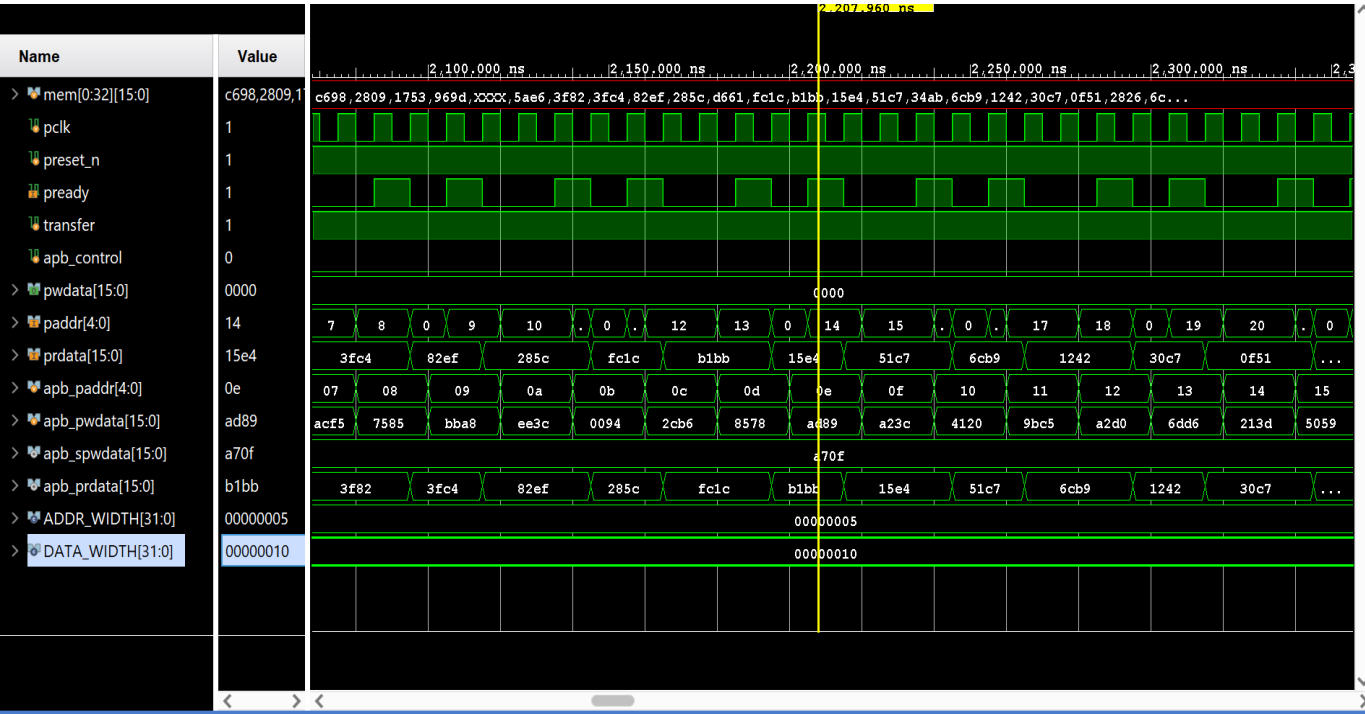 2,207.960 ns
Name Value
2,100.000 ns 2,150.000 ns 2,200.000 ns 2,250.000 ns 2,300.000 ns 2,3
mem[0:32][15:0] c698,2809,17 c698,2809,1753,969d,XXXX,5ae6,3f82,3fc4,82ef,285c,d661,fc1c,b1bb,15e4,51c7,34ab,6cb9,1242,30c7,0f51,2826,6c...
pclk 1
preset_n 1
pready 1
transfer 1
apb_control 0
pwdata[15:0] 0000 0000
paddr[4:0] 14 7 8 0 9 10 . 0 . 12 13 0 14 15 . 0 . 17 18 0 19 20 . 0
prdata[15:0] 15e4 3fc4 82ef 285c fc1c b1bb 15e4 51c7 6cb9 1242 30c7 0f51 ...
apb_paddr[4:0] 0e 07 08 09 0a 0b 0c 0d 0e 0f 10 11 12 13 14 15
apb_pwdata[15:0] ad89 acf5 7585 bba8 ee3c 0094 2cb6 8578 ad89 a23c 4120 9bc5 a2d0 6dd6 213d 5059
apb_spwdata[15:0] a70f a70f
apb_prdata[15:0] b1bb 3f82 3fc4 82ef 285c fc1c b1bb 15e4 51c7 6cb9 1242 30c7 ...
ADDR_WIDTH[31:0] 00000005 00000005
DATA_WIDTH[31:0] 00000010 00000010